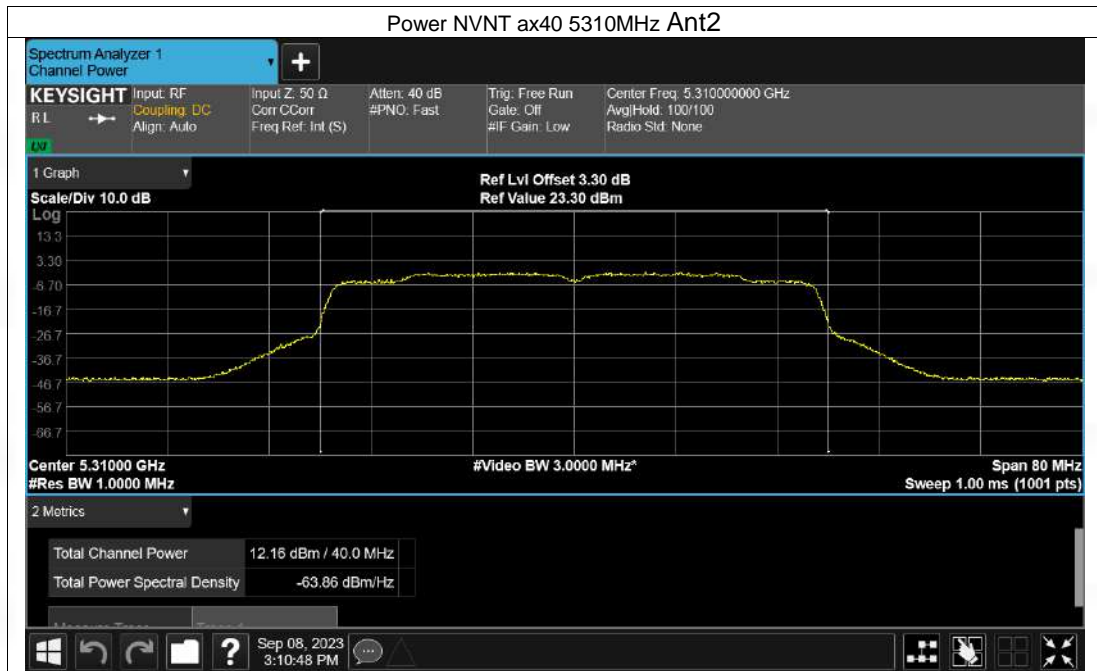 Power NVNT ax40 5310MHz Ant2
Spectrum Analyzer 1
Channel Power
KEYSIGHT
R L
LXI
Input: RF
Coupling: DC
Align: Auto
Input Z: 50 Ω
Corr CCorr
Freq Ref: Int (S)
Atten: 40 dB
#PNO: Fast
Trig: Free Run
Gate: Off
#IF Gain: Low
Center Freq: 5.310000000 GHz
Avg|Hold: 100/100
Radio Std: None
1 Graph
Scale/Div 10.0 dB
Ref Lvl Offset 3.30 dB
Ref Value 23.30 dBm
Log
13.3
3.30
-6.70
-16.7
-26.7
-36.7
-46.7
-56.7
-66.7
Center 5.31000 GHz
#Video BW 3.0000 MHz*
Span 80 MHz
#Res BW 1.0000 MHz
Sweep 1.00 ms (1001 pts)
2 Metrics
Total Channel Power 12.16 dBm / 40.0 MHz
Total Power Spectral Density -63.86 dBm/Hz
?
Sep 08, 2023
3:10:48 PM